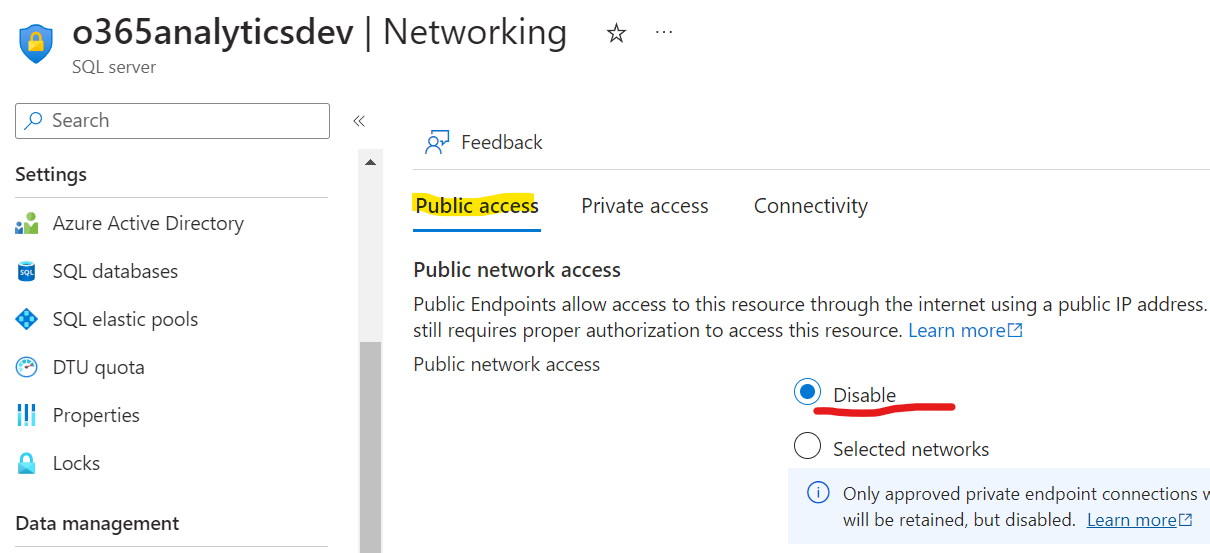 o365analyticsdev | Networking
SQL server
Search
Settings
Azure Active Directory
SQL databases
SQL elastic pools
DTU quota
Properties
Locks
Data management
Feedback
Public access Private access Connectivity
Public network access
Public Endpoints allow access to this resource through the internet using a public IP address.
still requires proper authorization to access this resource. Learn more
Public network access
Disable
Selected networks
Only approved private endpoint connections
will be retained, but disabled. Learn more